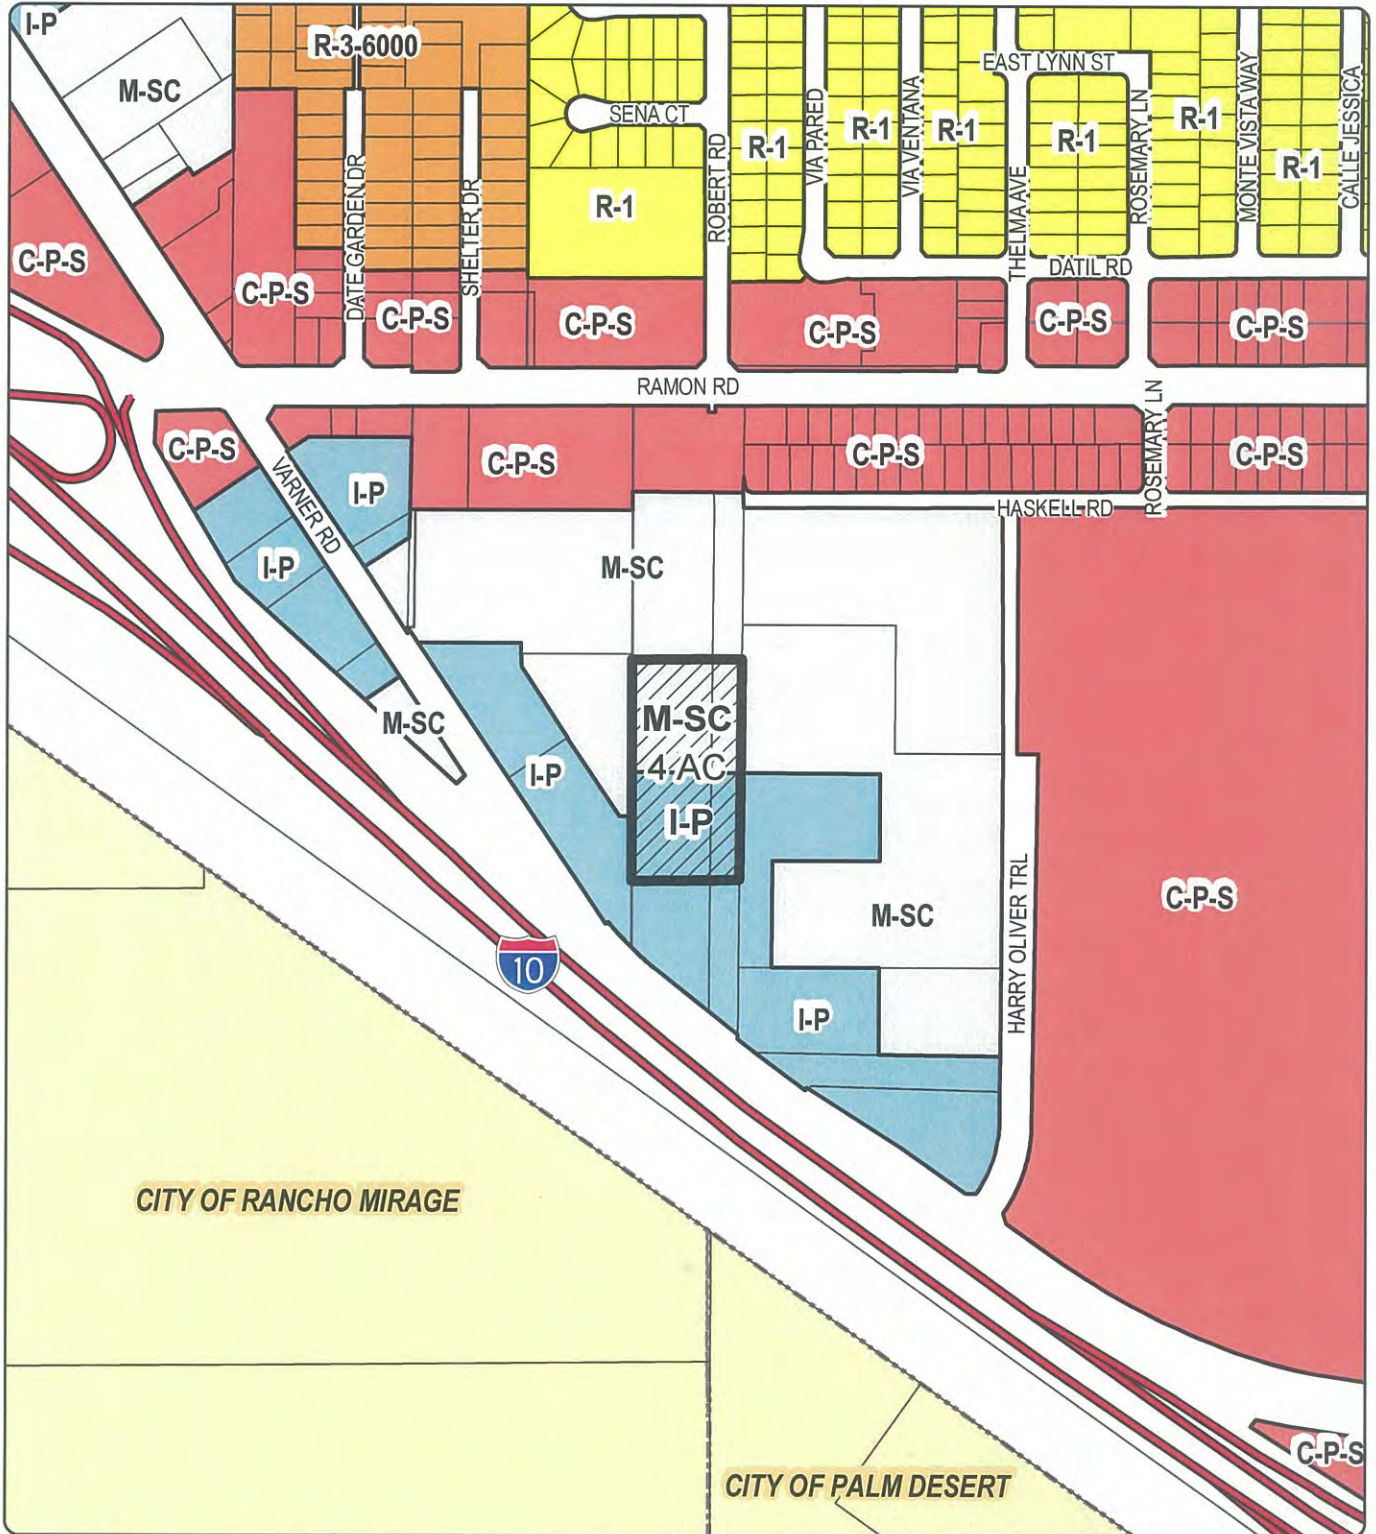 I-P
R-3-6000
M-SC
EAST LYNN ST
SENA CT
R-1
R-1
R-1
R-1
R-1
R-1
R-1
VIA PARED
VIA VENTANA
ROSEMARY LN
MONTE VISTA WAY
CALLE JESSICA
ROBERT RD
THELMA AVE
DATE GARDEN DR
SHELTER DR
DATIL RD
C-P-S
C-P-S
C-P-S
C-P-S
C-P-S
C-P-S
C-P-S
RAMON RD
C-P-S
VARNER RD
I-P
C-P-S
C-P-S
ROSEMARY LN
C-P-S
HASKELL RD
I-P
M-SC
M-SC
M-SC
4 AC
I-P
I-P
C-P-S
M-SC
HARRY OLIVER TRL
10
I-P
CITY OF RANCHO MIRAGE
C-P-S
CITY OF PALM DESERT